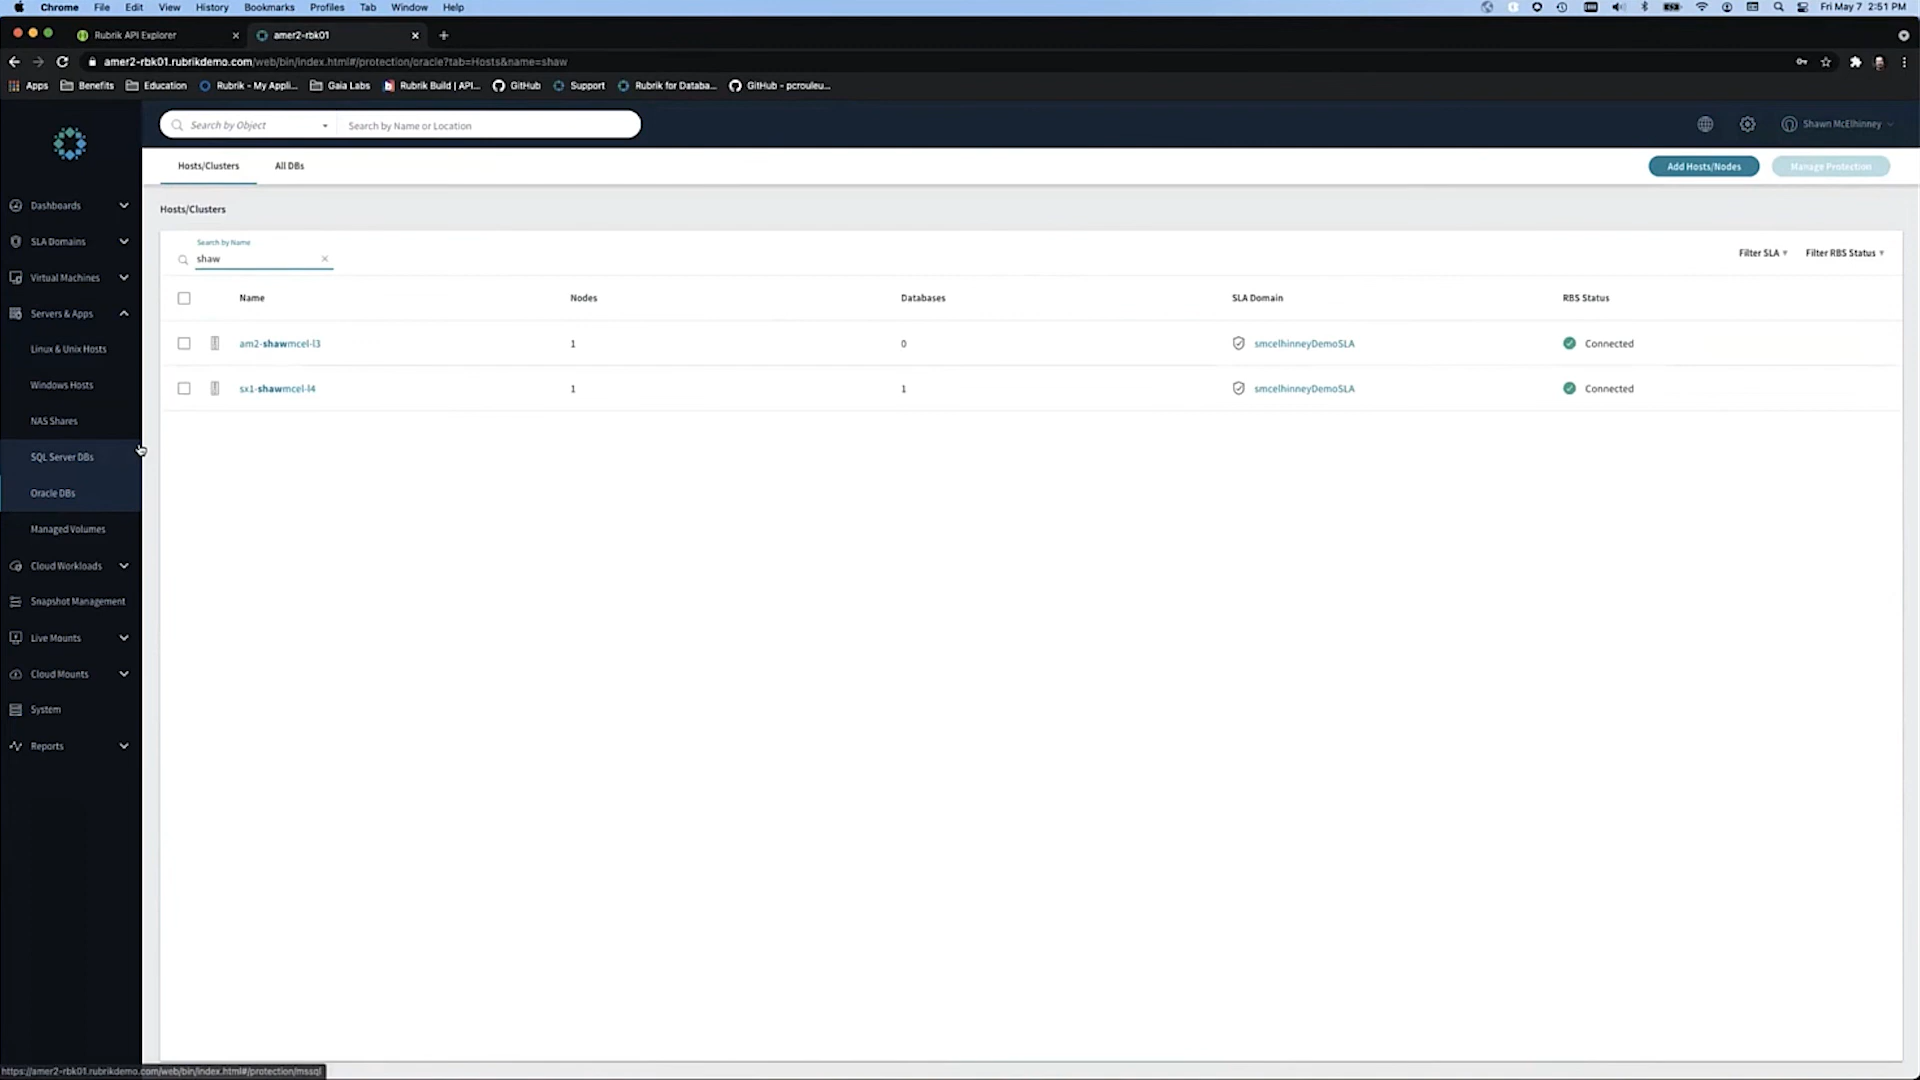 Chrome File Edit View History Bookmarks Profiles Tab Window Help Fri May 7 2:51 PM
Rubrik API Explorer amer2-rbk01
amer2-rbk01.rubrikdemo.com/web/bin/index.html#/protection/oracle?tab=Hosts&name=shaw
Apps Benefits Education Rubrik - My Appli... Gaia Labs Rubrik Build | API... GitHub Support Rubrik for Databa... GitHub - pcrouleu...
Search by Object Search by Name or Location Shawn McElhinney
Hosts/Clusters All DBs Add Hosts/Nodes Manage Protection
Dashboards
SLA Domains
Virtual Machines
Servers & Apps
Linux & Unix Hosts
Windows Hosts
NAS Shares
SQL Server DBs
Oracle DBs
Managed Volumes
Cloud Workloads
Snapshot Management
Live Mounts
Cloud Mounts
System
Reports
Hosts/Clusters
Search by Name
shaw
Filter SLA Filter RBS Status
Name Nodes Databases SLA Domain RBS Status
am2-shawmcel-l3 1 0 smcelhinneyDemoSLA Connected
sx1-shawmcel-l4 1 1 smcelhinneyDemoSLA Connected
https://amer2-rbk01.rubrikdemo.com/web/bin/index.html#/protection/mssql